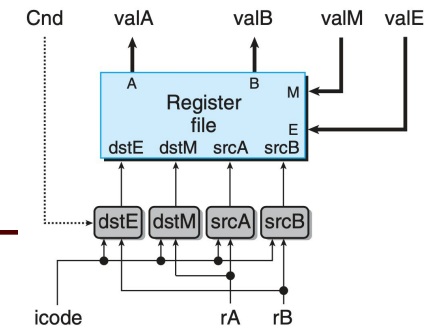 Cnd valA valB valM valE
A B M
Register
file
E
dstE dstM srcA srcB
dstE dstM srcA srcB
icode rA rB